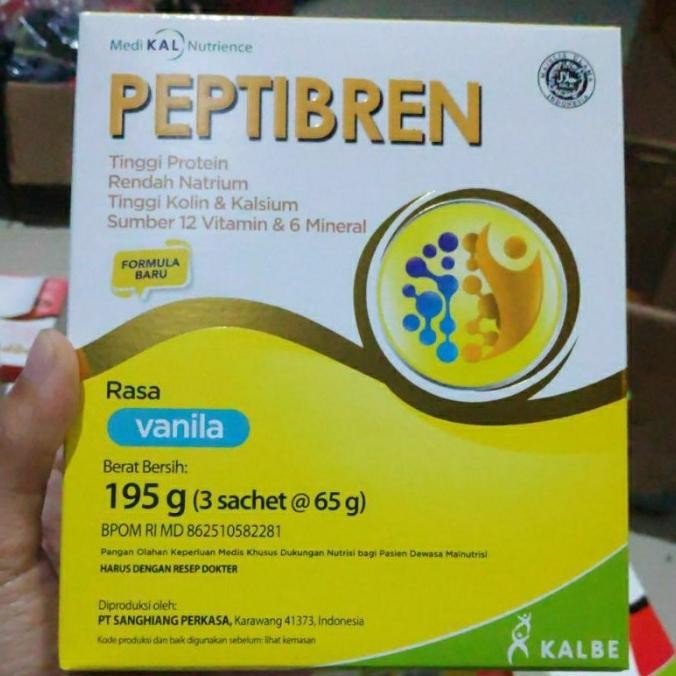 Medi KAL Nutrience
PEPTIBREN
MAJELIS ULAMA
INDONESIA
Tinggi Protein
Rendah Natrium
Tinggi Kolin & Kalsium
Sumber 12 Vitamin & 6 Mineral
FORMULA
BARU
Rasa
vanila
Berat Bersih:
195 g (3 sachet @ 65 g)
BPOM RI MD 862510582281
Pangan Olahan Keperluan Medis Khusus Dukungan Nutrisi bagi Pasien Dewasa Malnutrisi
HARUS DENGAN RESEP DOKTER
Diproduksi oleh:
PT SANGHIANG PERKASA, Karawang 41373, Indonesia
Kode produksi dan baik digunakan sebelum: lihat kemasan
KALBE